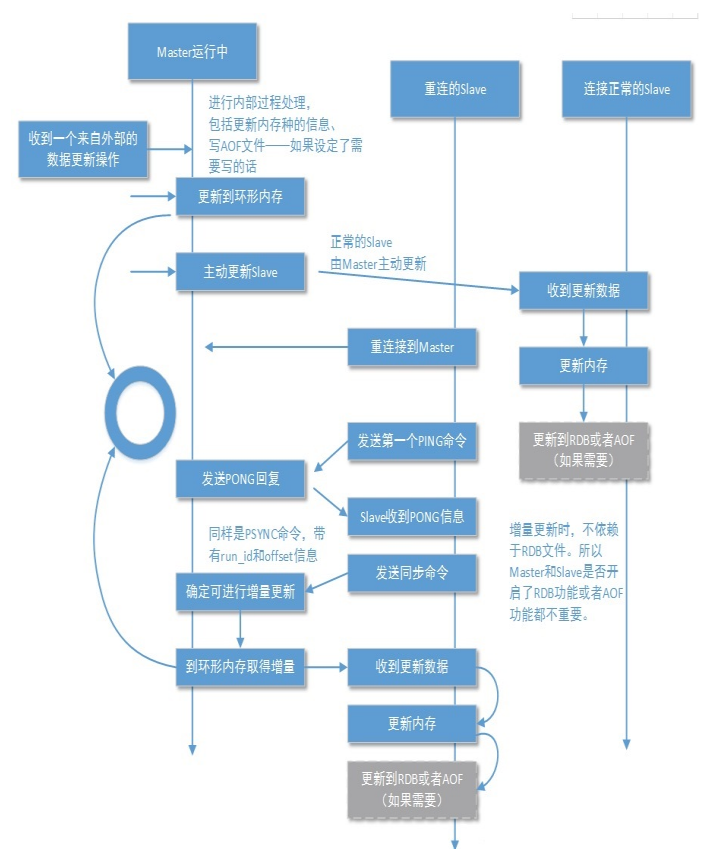 Master运行中
重连的Slave
连接正常的Slave
进行内部过程处理，
包括更新内存种的信息、
写AOF文件——如果设定了需
要写的话
收到一个来自外部的
数据更新操作
更新到环形内存
正常的Slave
由Master主动更新
主动更新Slave
收到更新数据
重连接到Master
更新内存
发送第一个PING命令
更新到RDB或者AOF
（如果需要）
发送PONG回复
Slave收到PONG信息
同样是PSYNC命令，带
有run_id和offset信息
增量更新时，不依赖
于RDB文件。所以
Master和Slave是否开
启了RDB功能或者AOF
功能都不重要。
发送同步命令
确定可进行增量更新
到环形内存取得增量
收到更新数据
更新内存
更新到RDB或者AOF
（如果需要）